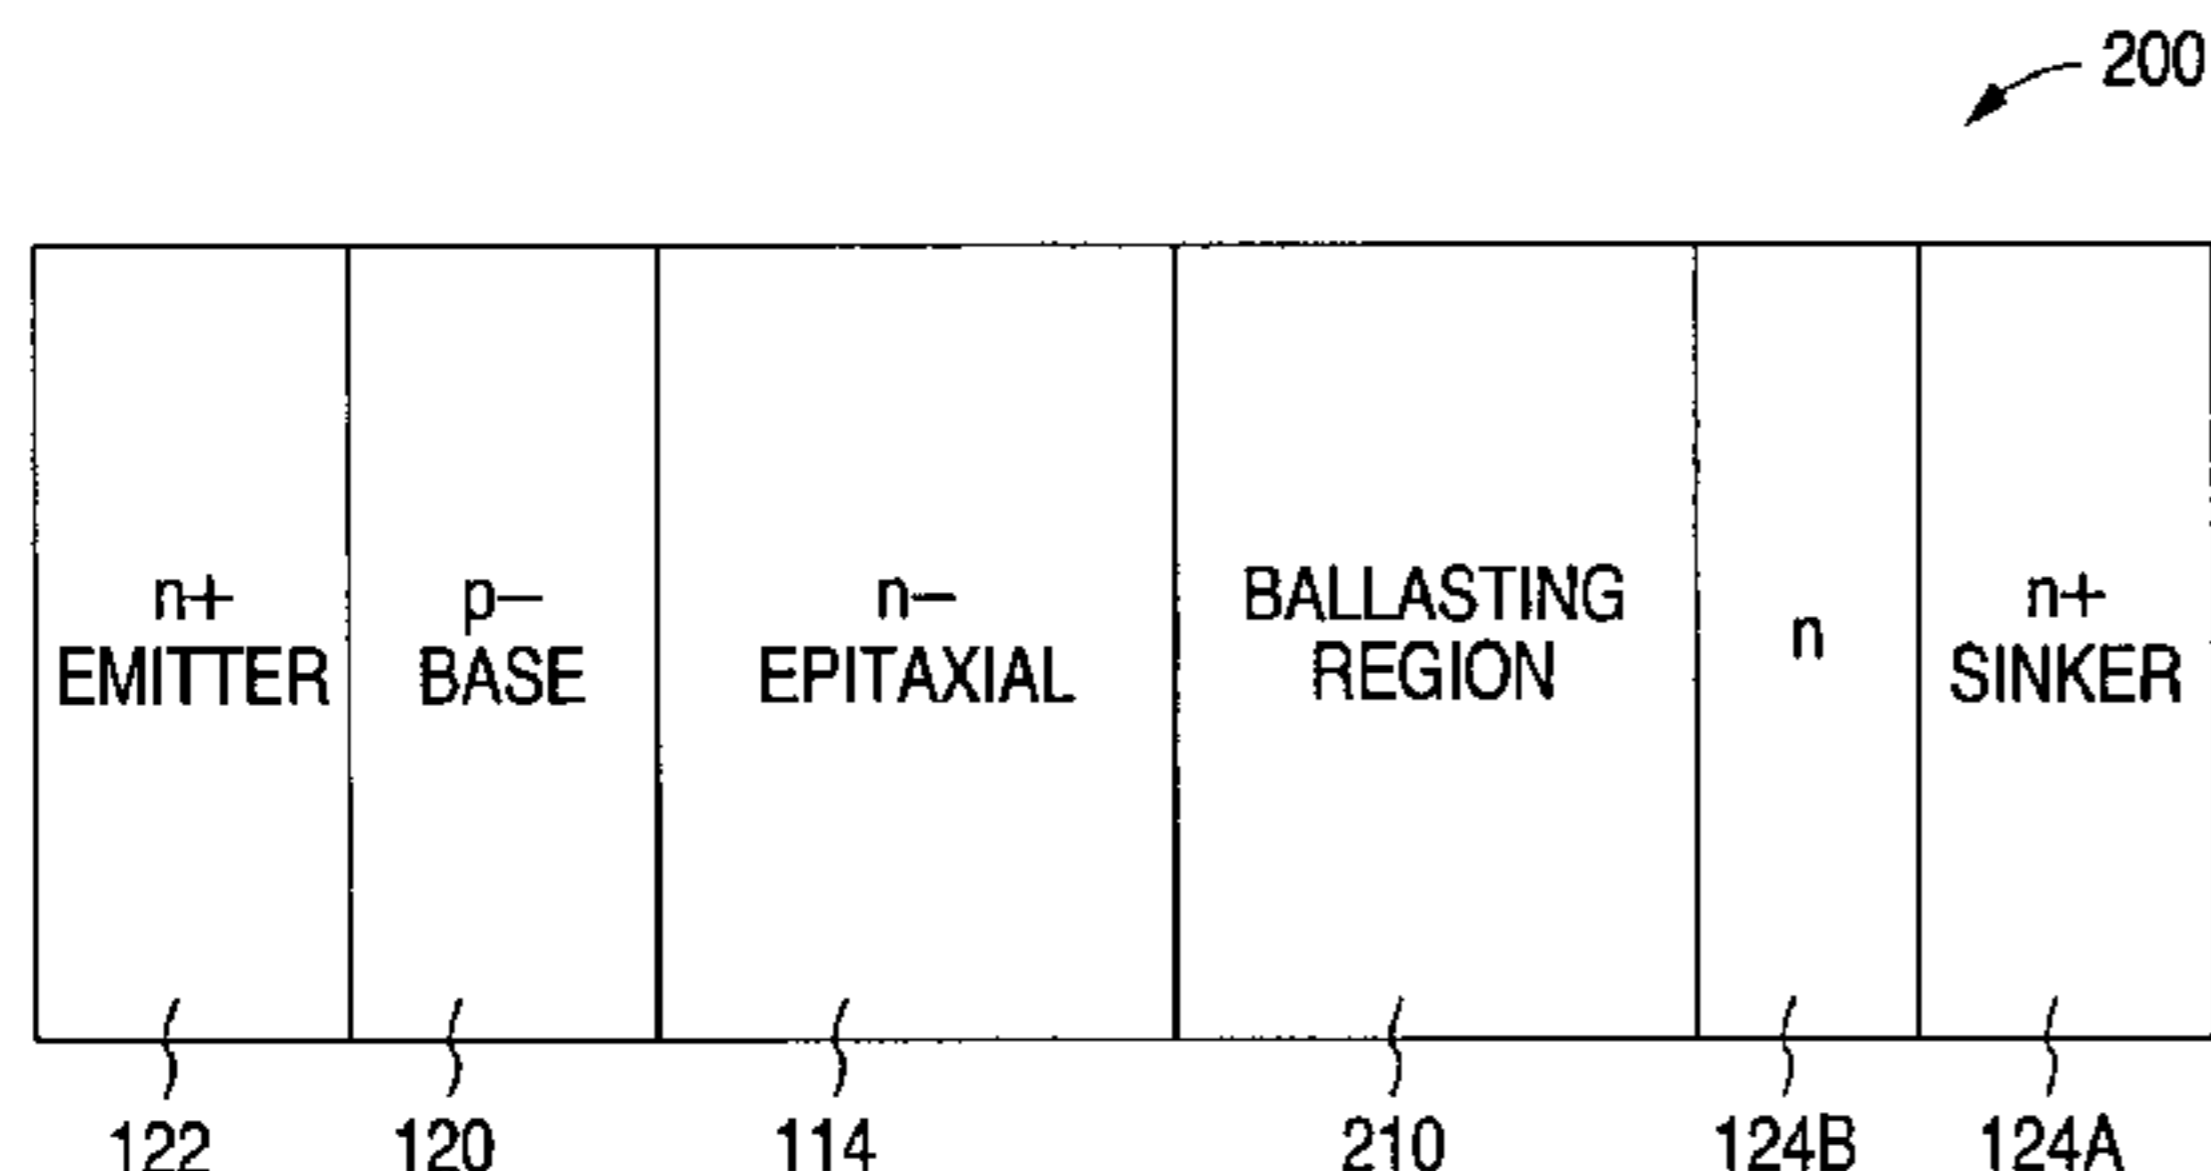 200
n+
EMITTER
p−
BASE
n−
EPITAXIAL
BALLASTING
REGION
n
n+
SINKER
122
120
114
210
124B
124A